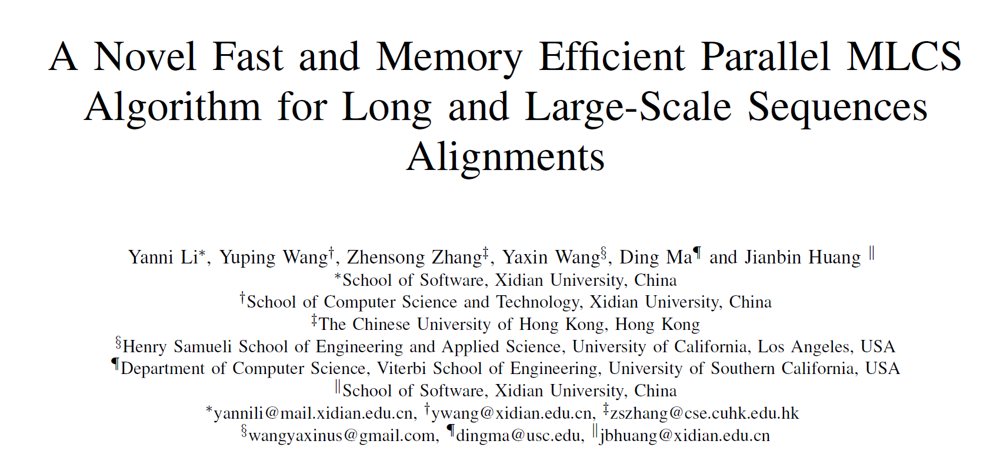 A Novel Fast and Memory Efficient Parallel MLCS
Algorithm for Long and Large-Scale Sequences
Alignments
Yanni Li*, Yuping Wang†, Zhensong Zhang‡, Yaxin Wang§, Ding Ma¶ and Jianbin Huang ∥
*School of Software, Xidian University, China
†School of Computer Science and Technology, Xidian University, China
‡The Chinese University of Hong Kong, Hong Kong
§Henry Samueli School of Engineering and Applied Science, University of California, Los Angeles, USA
¶Department of Computer Science, Viterbi School of Engineering, University of Southern California, USA
∥School of Software, Xidian University, China
*yannili@mail.xidian.edu.cn, †ywang@xidian.edu.cn, ‡zszhang@cse.cuhk.edu.hk
§wangyaxinus@gmail.com, ¶dingma@usc.edu, ∥jbhuang@xidian.edu.cn